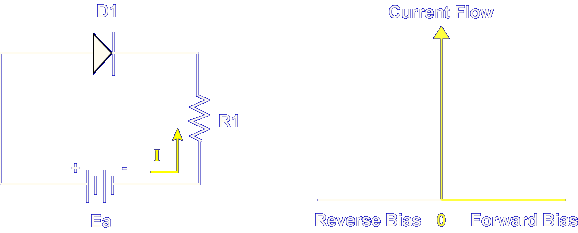 D1
R1
I
+ -
Ea
Current Flow
Reverse Bias 0 Forward Bias